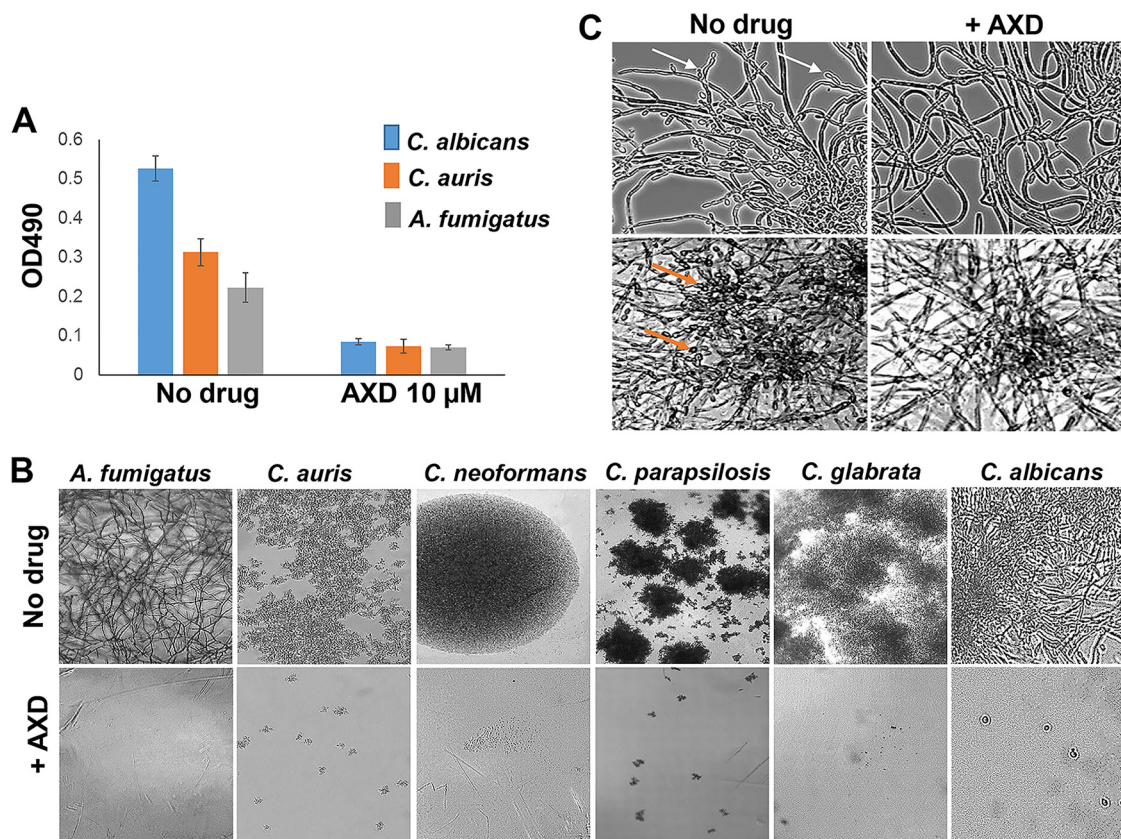 A
OD490
0.6
0.5
0.4
0.3
0.2
0.1
0
No drug
AXD 10 µM
C. albicans
C. auris
A. fumigatus
C
No drug
+ AXD
B
A. fumigatus
C. auris
C. neoformans
C. parapsilosis
C. glabrata
C. albicans
No drug
+ AXD